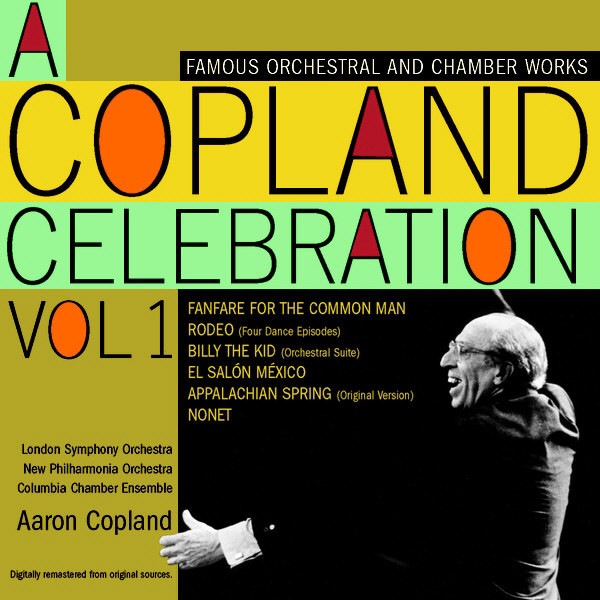 A
FAMOUS ORCHESTRAL AND CHAMBER WORKS
COPLAND
CELEBRATION
VOL 1
FANFARE FOR THE COMMON MAN
RODEO (Four Dance Episodes)
BILLY THE KID (Orchestral Suite)
EL SALÓN MÉXICO
APPALACHIAN SPRING (Original Version)
NONET
London Symphony Orchestra
New Philharmonia Orchestra
Columbia Chamber Ensemble
Aaron Copland
Digitally remastered from original sources.